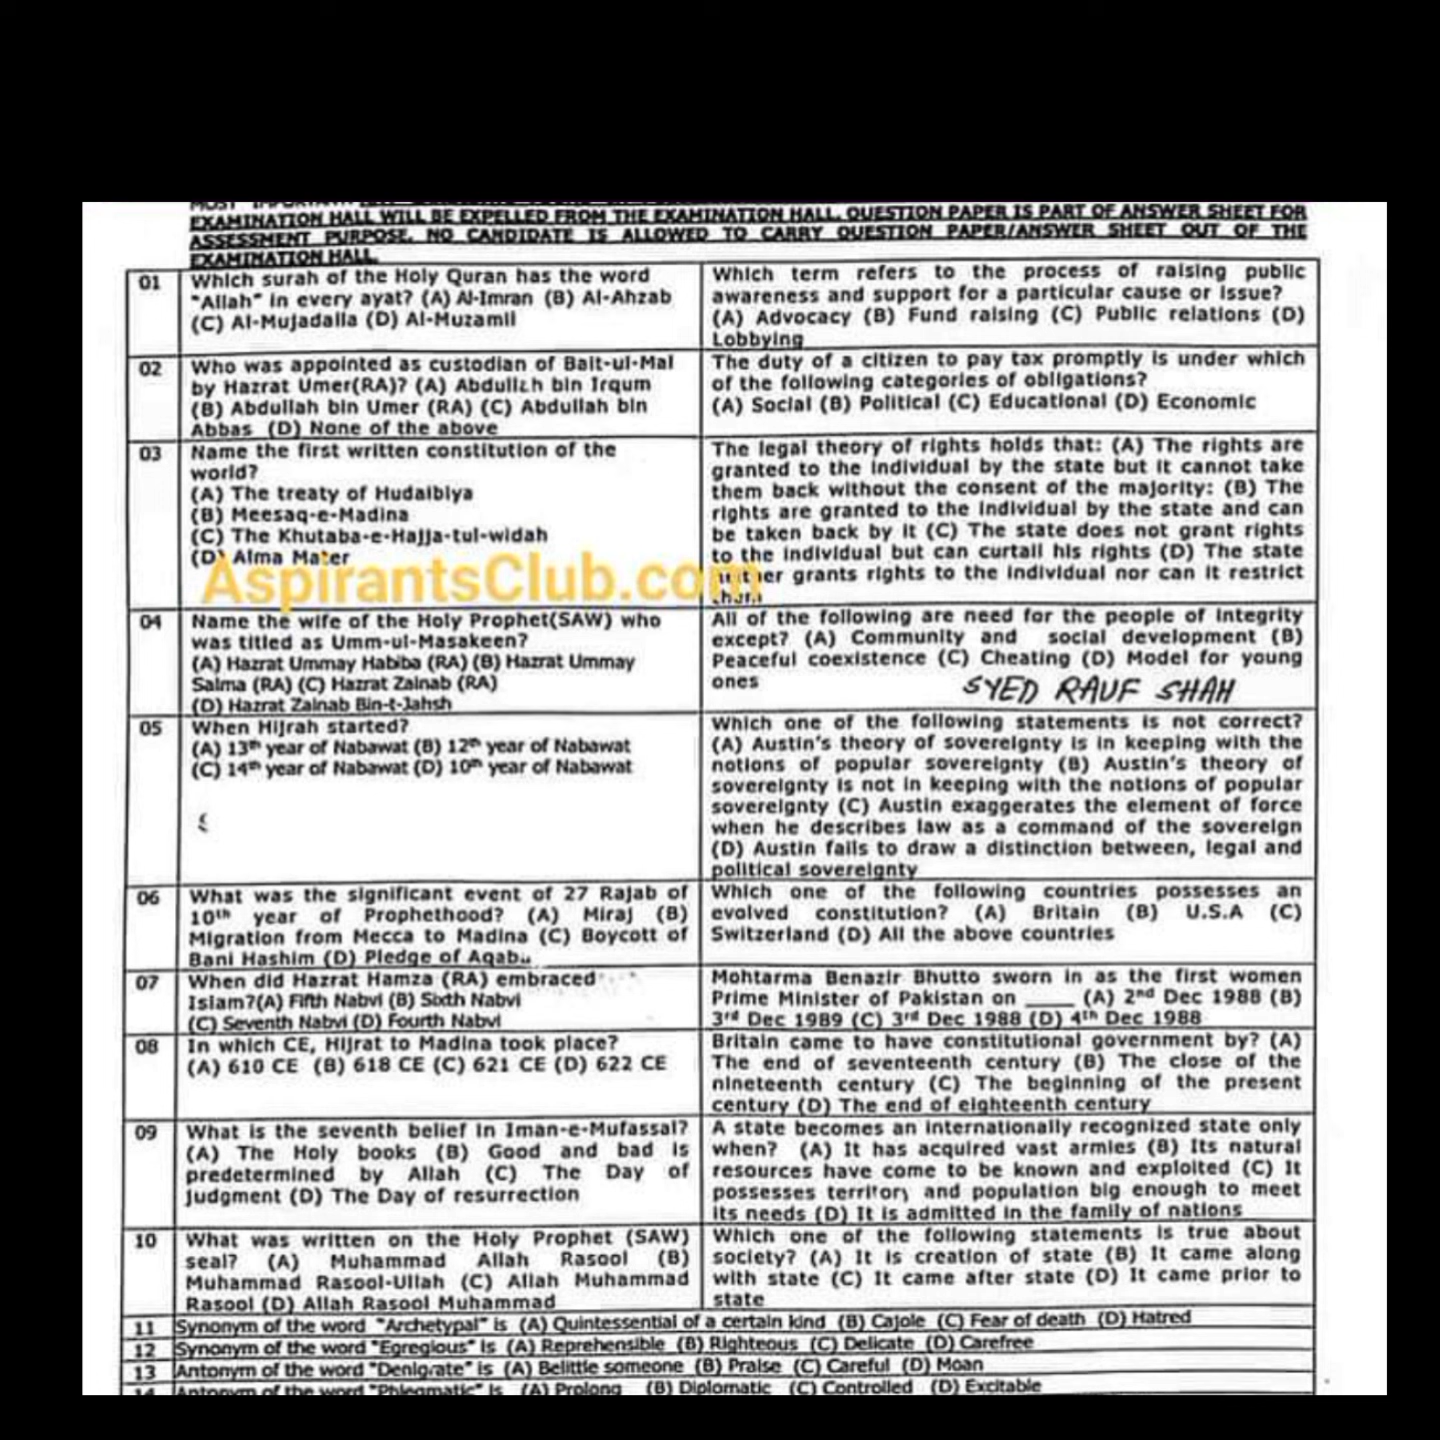 EXAMINATION HALL WILL BE EXPELLED FROM THE EXAMINATION HALL. QUESTION PAPER IS PART OF ANSWER SHEET FOR
ASSESSMENT PURPOSE. NO CANDIDATE IS ALLOWED TO CARRY QUESTION PAPER/ANSWER SHEET OUT OF THE
EXAMINATION HALL.
01
Which surah of the Holy Quran has the word
"Allah" in every ayat? (A) Al-Imran (B) Al-Ahzab
(C) Al-Mujadalla (D) Al-Muzamil
Which term refers to the process of raising public
awareness and support for a particular cause or issue?
(A) Advocacy (B) Fund raising (C) Public relations (D)
Lobbying
02
Who was appointed as custodian of Bait-ul-Mal
by Hazrat Umer(RA)? (A) Abdullah bin Irqum
(B) Abdullah bin Umer (RA) (C) Abdullah bin
Abbas (D) None of the above
The duty of a citizen to pay tax promptly is under which
of the following categories of obligations?
(A) Social (B) Political (C) Educational (D) Economic
03
Name the first written constitution of the
world?
(A) The treaty of Hudaibiya
(B) Meesaq-e-Madina
(C) The Khutaba-e-Hajja-tul-widah
(D) Alma Mater
The legal theory of rights holds that: (A) The rights are
granted to the individual by the state but it cannot take
them back without the consent of the majority: (B) The
rights are granted to the individual by the state and can
be taken back by it (C) The state does not grant rights
to the individual but can curtail his rights (D) The state
neither grants rights to the individual nor can it restrict
them
AspirantsClub.com
04
Name the wife of the Holy Prophet(SAW) who
was titled as Umm-ul-Masakeen?
(A) Hazrat Ummay Habiba (RA) (B) Hazrat Ummay
Salma (RA) (C) Hazrat Zainab (RA)
(D) Hazrat Zainab Bin-t-Jahsh
All of the following are need for the people of integrity
except? (A) Community and social development (B)
Peaceful coexistence (C) Cheating (D) Model for young
ones
SYED RAUF SHAH
05
When Hijrah started?
(A) 13th year of Nabawat (B) 12th year of Nabawat
(C) 14th year of Nabawat (D) 10th year of Nabawat
Which one of the following statements is not correct?
(A) Austin's theory of sovereignty is in keeping with the
notions of popular sovereignty (B) Austin's theory of
sovereignty is not in keeping with the notions of popular
sovereignty (C) Austin exaggerates the element of force
when he describes law as a command of the sovereign
(D) Austin fails to draw a distinction between, legal and
political sovereignty
06
What was the significant event of 27 Rajab of
10th year of Prophethood? (A) Miraj (B)
Migration from Mecca to Madina (C) Boycott of
Bani Hashim (D) Pledge of Aqaba
Which one of the following countries possesses an
evolved constitution? (A) Britain (B) U.S.A (C)
Switzerland (D) All the above countries
07
When did Hazrat Hamza (RA) embraced
Islam?(A) Fifth Nabvi (B) Sixth Nabvi
(C) Seventh Nabvi (D) Fourth Nabvi
Mohtarma Benazir Bhutto sworn in as the first women
Prime Minister of Pakistan on ____ (A) 2nd Dec 1988 (B)
3rd Dec 1989 (C) 3rd Dec 1988 (D) 4th Dec 1988
08
In which CE, Hijrat to Madina took place?
(A) 610 CE (B) 618 CE (C) 621 CE (D) 622 CE
Britain came to have constitutional government by? (A)
The end of seventeenth century (B) The close of the
nineteenth century (C) The beginning of the present
century (D) The end of eighteenth century
09
What is the seventh belief in Iman-e-Mufassal?
(A) The Holy books (B) Good and bad is
predetermined by Allah (C) The Day of
judgment (D) The Day of resurrection
A state becomes an internationally recognized state only
when? (A) It has acquired vast armies (B) Its natural
resources have come to be known and exploited (C) It
possesses territory and population big enough to meet
its needs (D) It is admitted in the family of nations
10
What was written on the Holy Prophet (SAW)
seal? (A) Muhammad Allah Rasool (B)
Muhammad Rasool-Ullah (C) Allah Muhammad
Rasool (D) Allah Rasool Muhammad
Which one of the following statements is true about
society? (A) It is creation of state (B) It came along
with state (C) It came after state (D) It came prior to
state
11 Synonym of the word "Archetypal" is (A) Quintessential of a certain kind (B) Cajole (C) Fear of death (D) Hatred
12 Synonym of the word "Egregious" is (A) Reprehensible (B) Righteous (C) Delicate (D) Carefree
13 Antonym of the word "Denigrate" is (A) Belittle someone (B) Praise (C) Careful (D) Moan
14 Antonym of the word "Phlegmatic" is (A) Prolong (B) Diplomatic (C) Controlled (D) Excitable